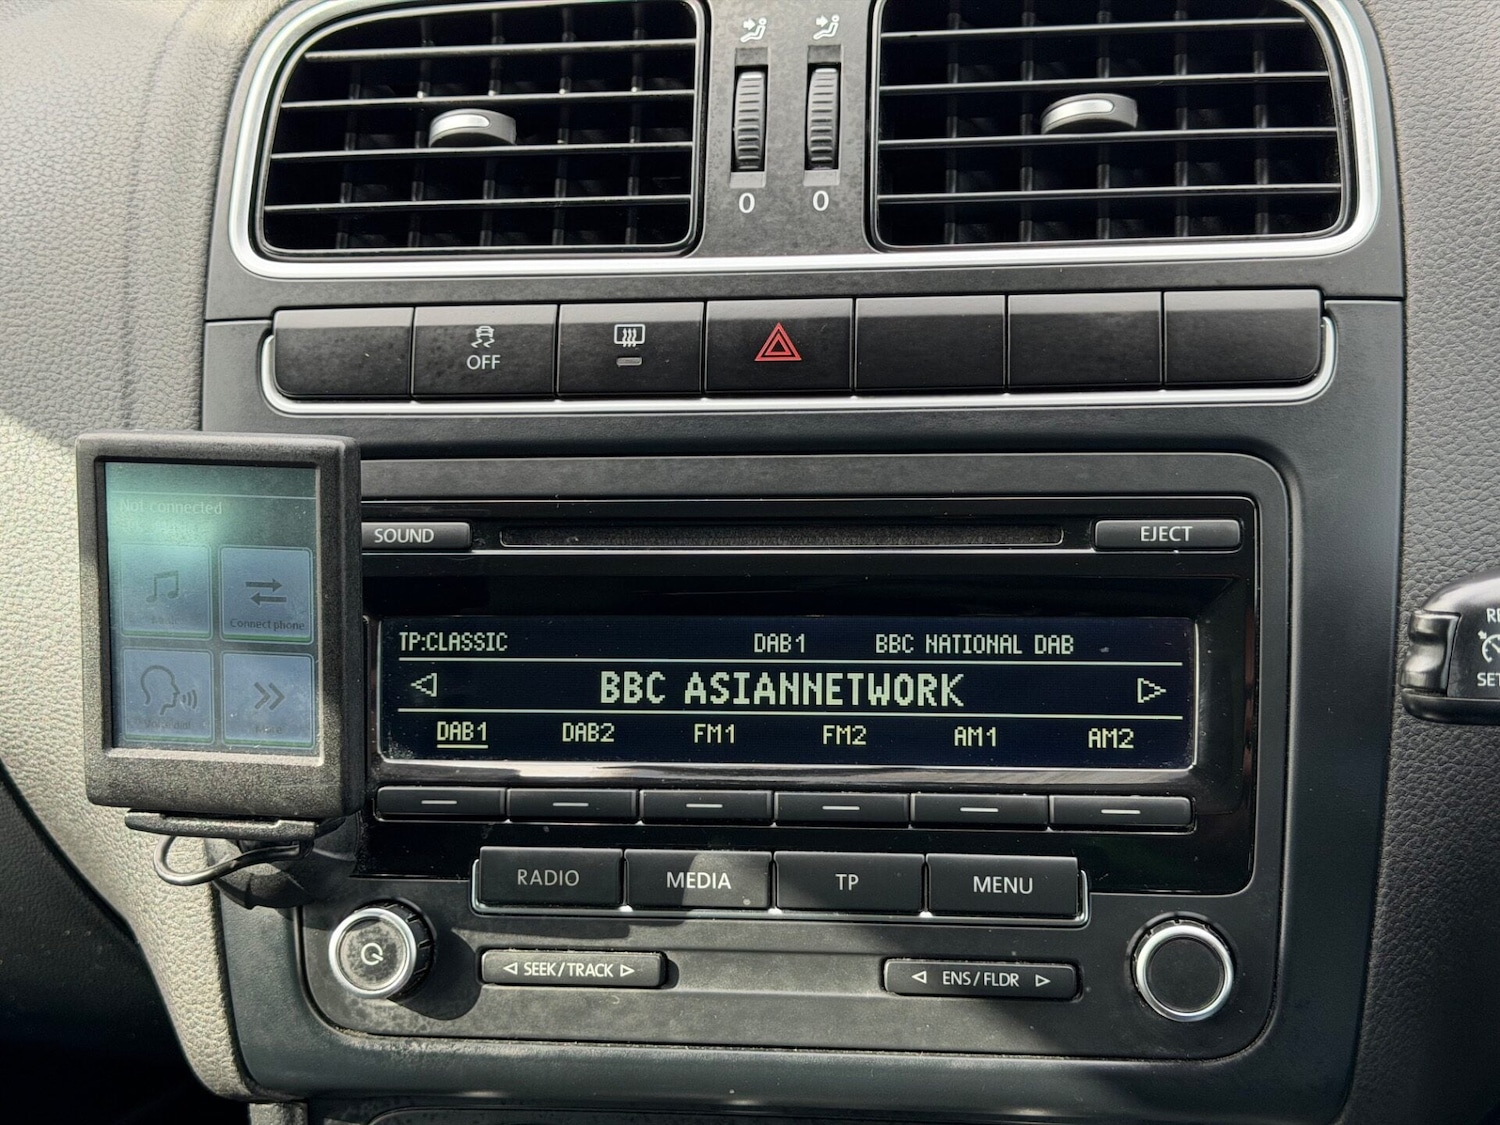 0 0
OFF
SOUND
EJECT
Not connected
Connect phone
TP:CLASSIC DAB1 BBC NATIONAL DAB
BBC ASIANNETWORK
DAB1 DAB2 FM1 FM2 AM1 AM2
RADIO MEDIA TP MENU
SEEK/TRACK
ENS/FLDR